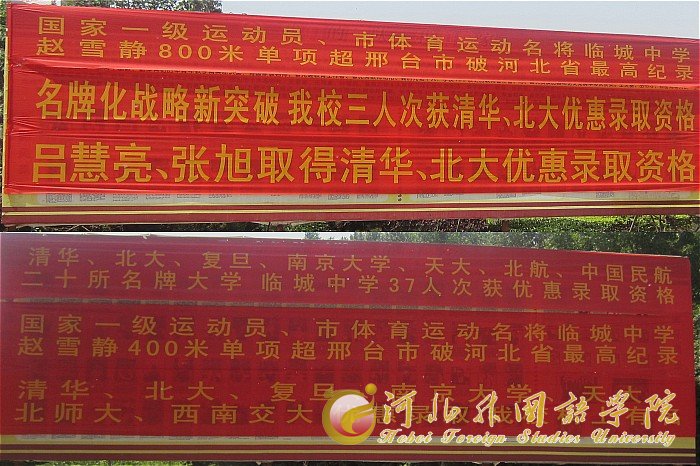 国家一级运动员、市体育运动名将临城中学
赵雪静800米单项超邢台市破河北省最高纪录
名牌化战略新突破 我校三人次获清华、北大优惠录取资格
吕慧亮、张旭取得清华、北大优惠录取资格
清华、北大、复旦、南京大学、天大、北航、中国民航
二十所名牌大学 临城中学37人次获优惠录取资格
国家一级运动员、市体育运动名将临城中学
赵雪静400米单项超邢台市破河北省最高纪录
清华、北大、复旦、南京大学、天大、
北师大、西南交大
河北外国语学院
Hebei Foreign Studies University